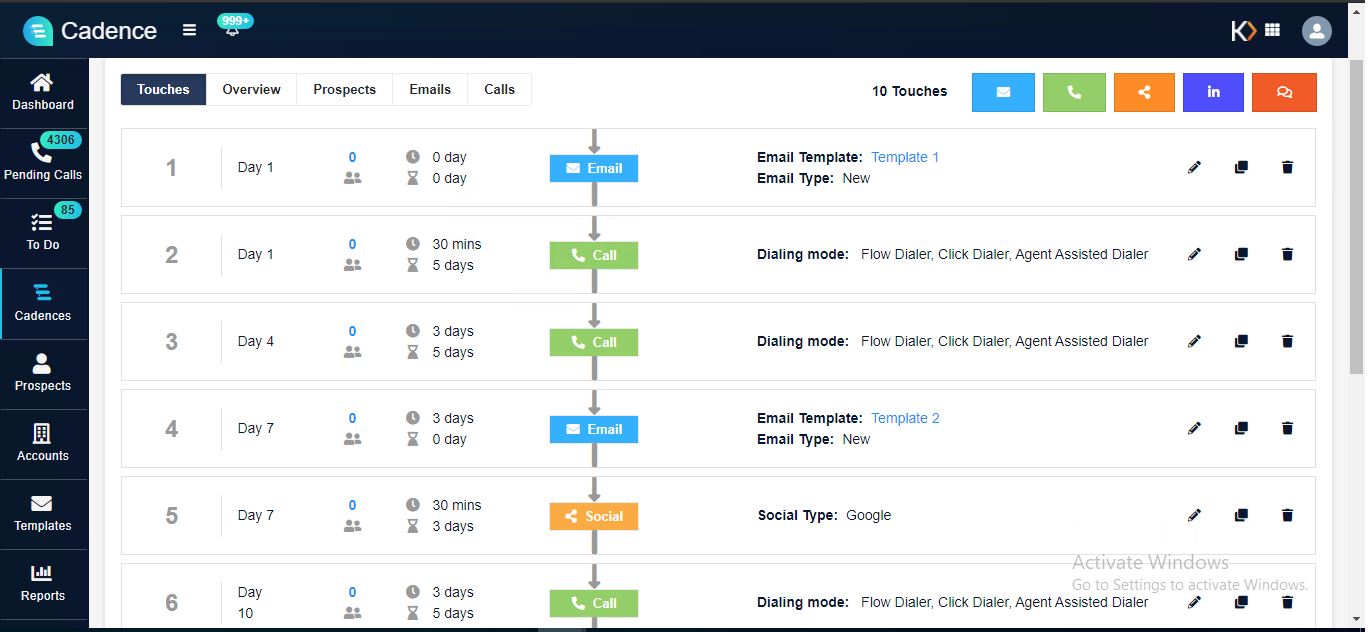 Cadence
999+
K
Dashboard
4306
Pending Calls
85
To Do
Cadences
Prospects
Accounts
Templates
Reports
Touches Overview Prospects Emails Calls
10 Touches
in
1 Day 1 0 0 day 0 day Email
Email Template: Template 1
Email Type: New
2 Day 1 0 30 mins 5 days Call
Dialing mode: Flow Dialer, Click Dialer, Agent Assisted Dialer
3 Day 4 0 3 days 5 days Call
Dialing mode: Flow Dialer, Click Dialer, Agent Assisted Dialer
4 Day 7 0 3 days 0 day Email
Email Template: Template 2
Email Type: New
5 Day 7 0 30 mins 3 days Social
Social Type: Google
6 Day 10 0 3 days 5 days Call
Dialing mode: Flow Dialer, Click Dialer, Agent Assisted Dialer
Activate Windows
Go to Settings to activate Windows.